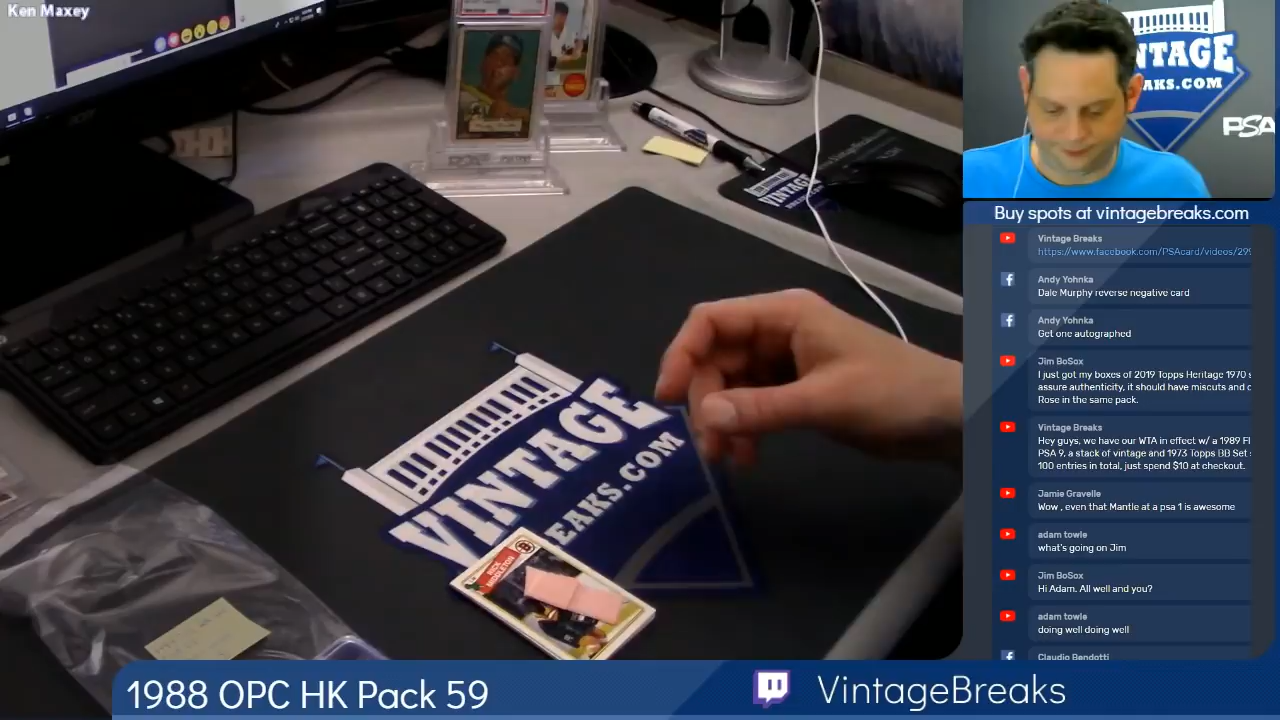 Ken Maxey
VINTAGE
EAKS.COM
RICK
MIDDLETON
VINTAGE
INTAGE
AKS.COM
PSA
Buy spots at vintagebreaks.com
Vintage Breaks
https://www.facebook.com/PSAcard/videos/299
Andy Yohnka
Dale Murphy reverse negative card
Andy Yohnka
Get one autographed
Jim BoSox
I just got my boxes of 2019 Topps Heritage 1970 s
assure authenticity, it should have miscuts and c
Rose in the same pack.
Vintage Breaks
Hey guys, we have our WTA in effect w/ a 1989 Fl
PSA 9, a stack of vintage and 1973 Topps BB Set
100 entries in total, just spend $10 at checkout.
Jamie Gravelle
Wow , even that Mantle at a psa 1 is awesome
adam towle
what's going on Jim
Jim BoSox
Hi Adam. All well and you?
adam towle
doing well doing well
Claudio Bendotti
1988 OPC HK Pack 59
VintageBreaks